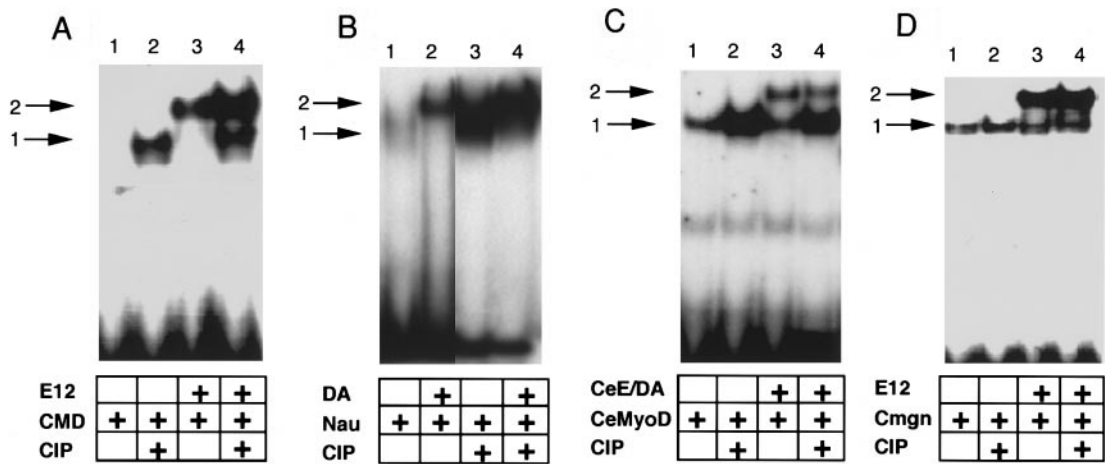 A B C D
1 2 3 4 1 2 3 4 1 2 3 4 1 2 3 4
2 2 2 2
1 1 1 1
E12 + + DA + + CeE/DA + + E12 + +
CMD + + + + Nau + + + + CeMyoD + + + + Cmgn + + + +
CIP + + CIP + + CIP + + CIP + +